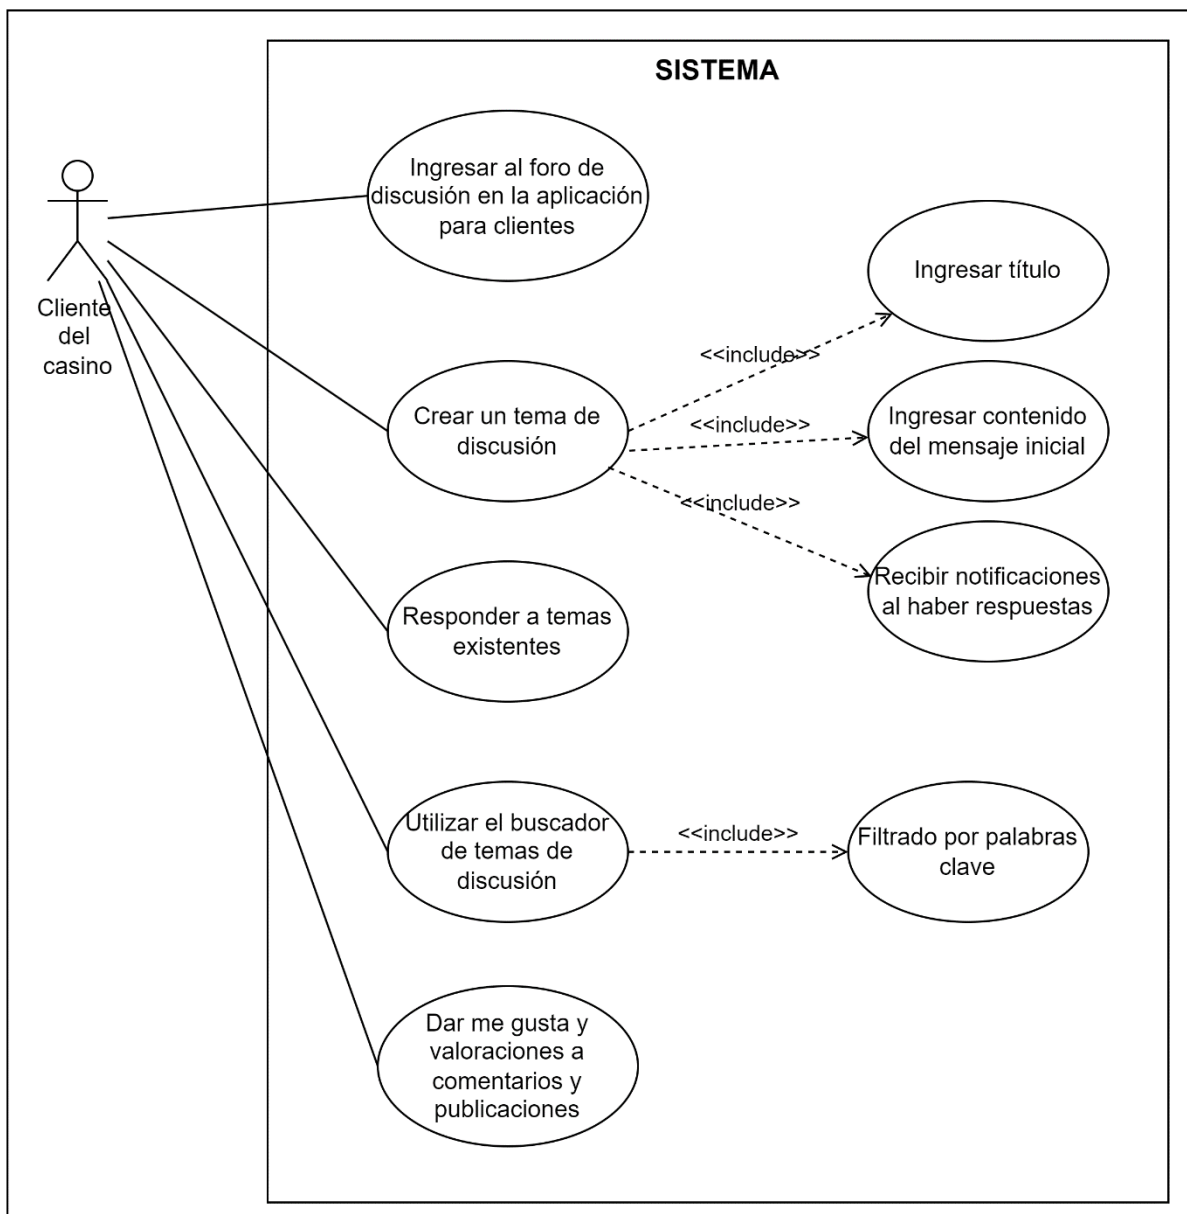 SISTEMA
Ingresar al foro de
discusión en la aplicación
para clientes
Cliente
del
casino
Ingresar título
<<include>>
Crear un tema de
discusión
<<include>>
Ingresar contenido
del mensaje inicial
<<include>>
Recibir notificaciones
al haber respuestas
Responder a temas
existentes
Utilizar el buscador
de temas de
discusión
<<include>>
Filtrado por palabras
clave
Dar me gusta y
valoraciones a
comentarios y
publicaciones